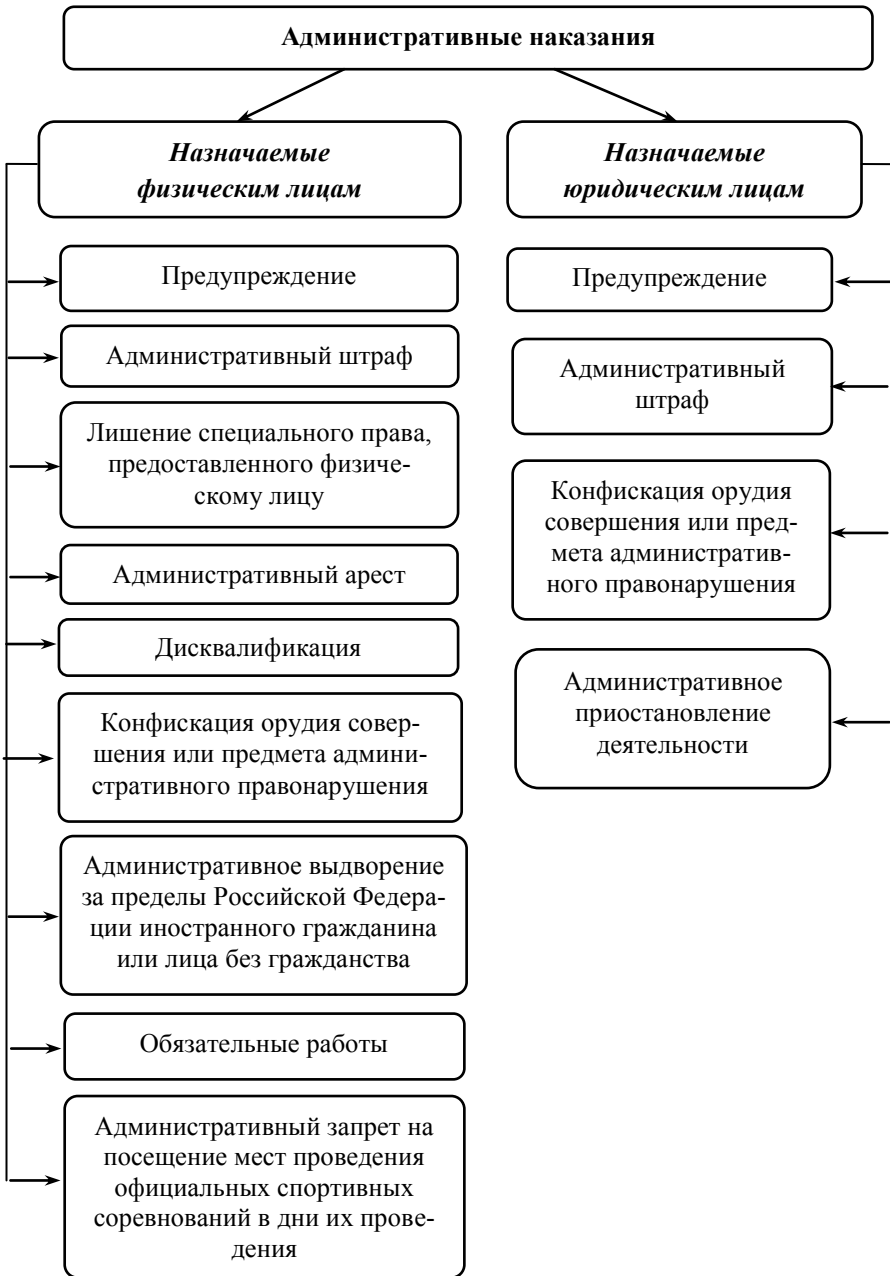 Административные наказания
Назначаемые
физическим лицам
Предупреждение
Административный штраф
Лишение специального права,
предоставленного физиче-
скому лицу
Административный арест
Дисквалификация
Конфискация орудия совер-
шения или предмета админи-
стративного правонарушения
Административное выдворение
за пределы Российской Федера-
ции иностранного гражданина
или лица без гражданства
Обязательные работы
Административный запрет на
посещение мест проведения
официальных спортивных
соревнований в дни их прове-
дения
Назначаемые
юридическим лицам
Предупреждение
Административный
штраф
Конфискация орудия
совершения или пред-
мета административ-
ного правонарушения
Административное
приостановление
деятельности